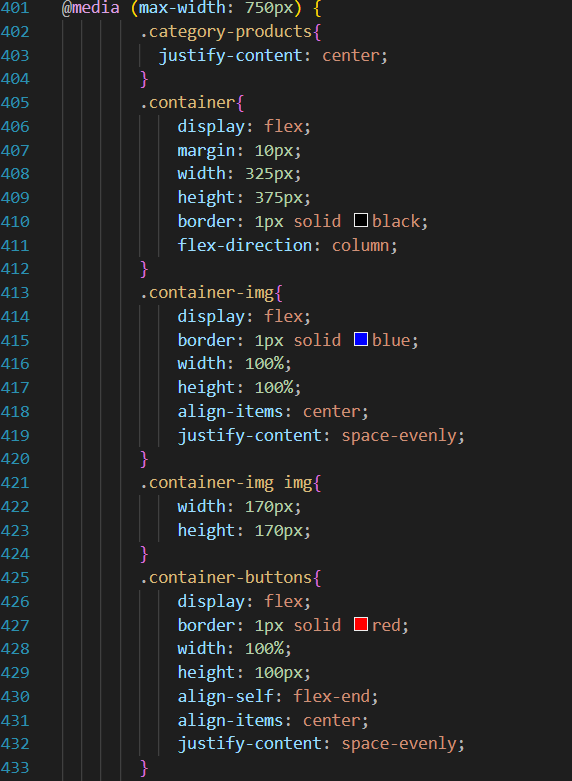 401 @media (max-width: 750px) {
402 .category-products{
403 justify-content: center;
404 }
405 .container{
406 display: flex;
407 margin: 10px;
408 width: 325px;
409 height: 375px;
410 border: 1px solid black;
411 flex-direction: column;
412 }
413 .container-img{
414 display: flex;
415 border: 1px solid blue;
416 width: 100%;
417 height: 100%;
418 align-items: center;
419 justify-content: space-evenly;
420 }
421 .container-img img{
422 width: 170px;
423 height: 170px;
424 }
425 .container-buttons{
426 display: flex;
427 border: 1px solid red;
428 width: 100%;
429 height: 100px;
430 align-self: flex-end;
431 align-items: center;
432 justify-content: space-evenly;
433 }